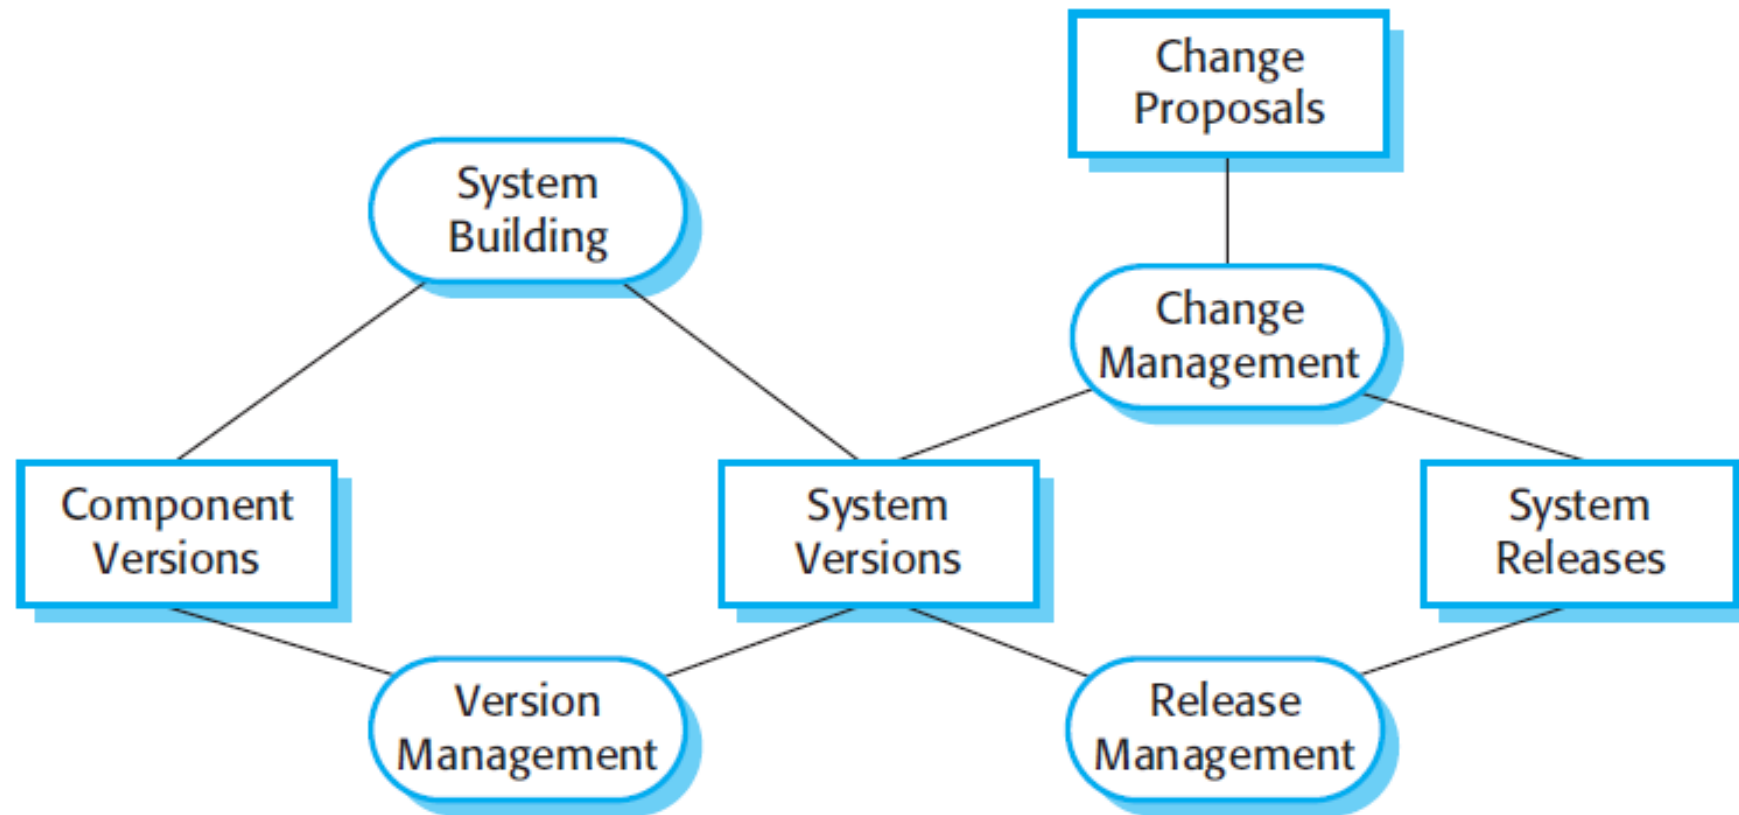 Change
Proposals
System
Building
Change
Management
Component
Versions
System
Versions
System
Releases
Version
Management
Release
Management